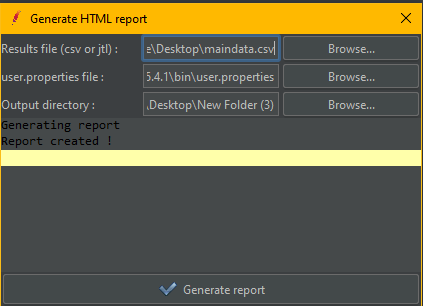 Generate HTML report
Results file (csv or jtl) : e\Desktop\maindata.csv Browse...
user.properties file : 5.4.1\bin\user.properties Browse...
Output directory : \Desktop\New Folder (3) Browse...
Generating report
Report created !
Generate report